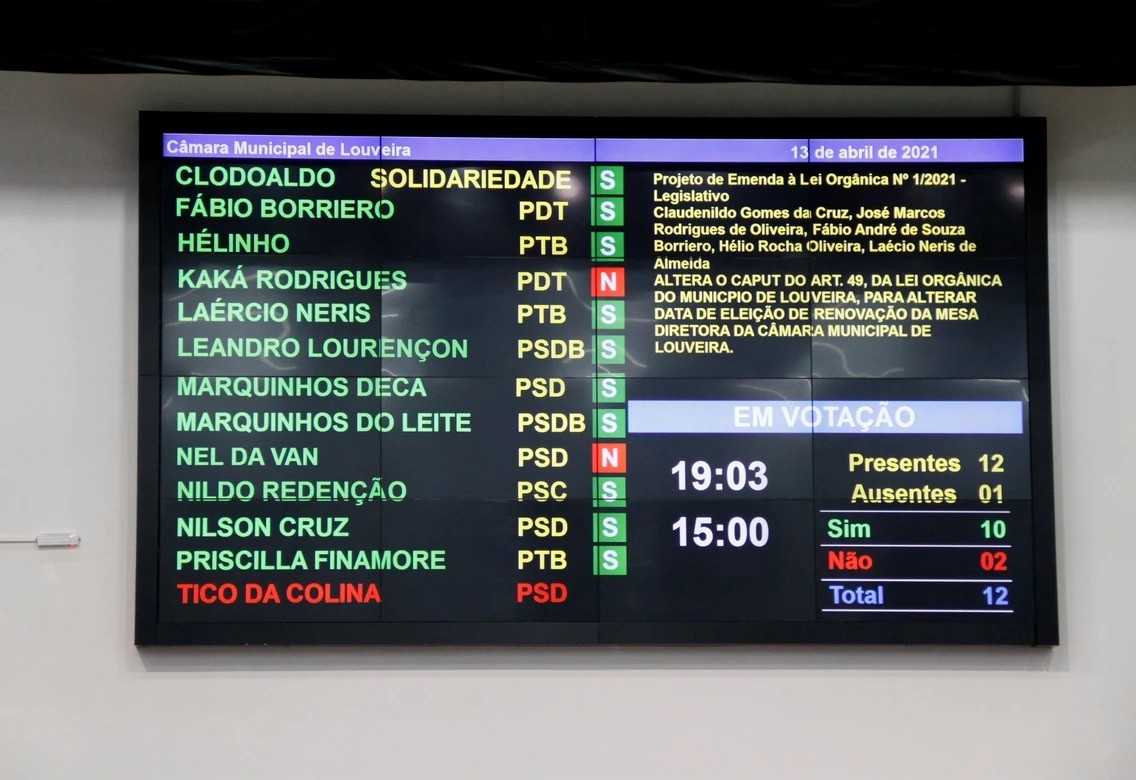 Câmara Municipal de Louveira 13 de abril de 2021
CLODOALDO SOLIDARIEDADE S
FÁBIO BORRIERO PDT S
HÉLINHO PTB S
KAKÁ RODRIGUES PDT N
LAÉRCIO NERIS PTB S
LEANDRO LOURENÇON PSDB S
MARQUINHOS DECA PSD S
MARQUINHOS DO LEITE PSDB S
NEL DA VAN PSD N
NILDO REDENÇÃO PSC S
NILSON CRUZ PSD S
PRISCILLA FINAMORE PTB S
TICO DA COLINA PSD
Projeto de Emenda à Lei Orgânica Nº 1/2021 -
Legislativo
Claudenildo Gomes da Cruz, José Marcos
Rodrigues de Oliveira, Fábio André de Souza
Borriero, Hélio Rocha Oliveira, Laécio Neris de
Almeida
ALTERA O CAPUT DO ART. 49, DA LEI ORGÂNICA
DO MUNICPIO DE LOUVEIRA, PARA ALTERAR
DATA DE ELEIÇÃO DE RENOVAÇÃO DA MESA
DIRETORA DA CÂMARA MUNICIPAL DE
LOUVEIRA.
EM VOTAÇÃO
19:03
15:00
Presentes 12
Ausentes 01
Sim 10
Não 02
Total 12